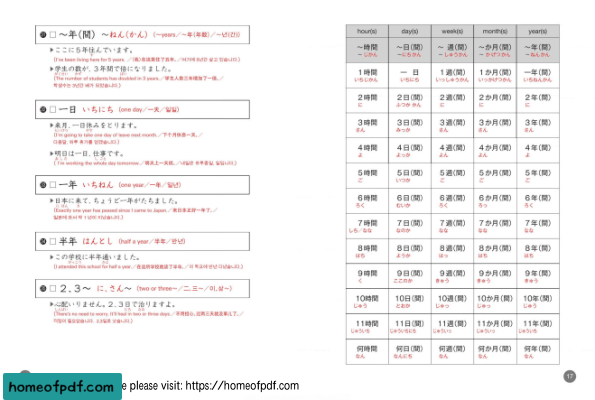 □ ～年(間) ～ねん(かん) (～years／～年(年數)／～년(간))
▶ここに５年住んでいます。
▶学生の数が、３年間で倍になりました。
(The number of students has doubled in 3 years.
□ 一日 いちにち (one day／一天／일일)
▶来月、一日休みをとります。
(I'm going to take one day of leave next month.
▶明日は一日、仕事です。
(I'm working the whole day tomorrow.
□ 一年 いちねん (one year／一年／일년)
▶日本に来て、ちょうど一年がたちました。
(Exactly one year has passed since I came to Japan.
□ 半年 はんとし (half a year／半年／반년)
▶この学校に半年通いました。
(I attended this school for half a year.
□ ２,３～ に、さん～ (two or three～／二,三～／이,삼～)
▶心配いりません。２,３日で治りますよ。
(There's no need to worry. It'll heal in two or three days.
hour(s) day(s) week(s) month(s) year(s)
～時間 ～日(間) ～週(間) ～か月(間) ～年(間)
～じかん ～にちかん ～しゅうかん ～かげつかん ～ねんかん
1時間 一日 1週(間) 1か月(間) 1年(間)
いちじかん いちにち いっしゅうかん いっかげつかん いちねんかん
2時間 2日(間) 2週(間) 2か月(間) 2年(間)
に ふつかかん に に に
3時間 3日(間) 3週(間) 3か月(間) 3年(間)
さん みっか さん さん さん
4時間 4日(間) 4週(間) 4か月(間) 4年(間)
よ よっか よん よん よ
5時間 5日(間) 5週(間) 5か月(間) 5年(間)
ご いつか ご ご ご
6時間 6日(間) 6週(間) 6か月(間) 6年(間)
ろく むいか ろく ろっ ろく
7時間 7日(間) 7週(間) 7か月(間) 7年(間)
しち／なな なのか なな なな なな
8時間 8日(間) 8週(間) 8か月(間) 8年(間)
はち ようか はっ はち はち
9時間 9日(間) 9週(間) 9か月(間) 9年(間)
く ここのか きゅう きゅう きゅう
10時間 10日(間) 10週(間) 10か月(間) 10年(間)
じゅう とおか じゅっ じゅっ じゅう
11時間 11日(間) 11週(間) 11か月(間) 11年(間)
じゅういち じゅういちにち じゅういっ じゅういっ じゅういち
何時間 何日(間) 何週(間) 何か月(間) 何年(間)
なん なんにち なん なん なん
17
homeofpdf.com
e please visit: https://homeofpdf.com